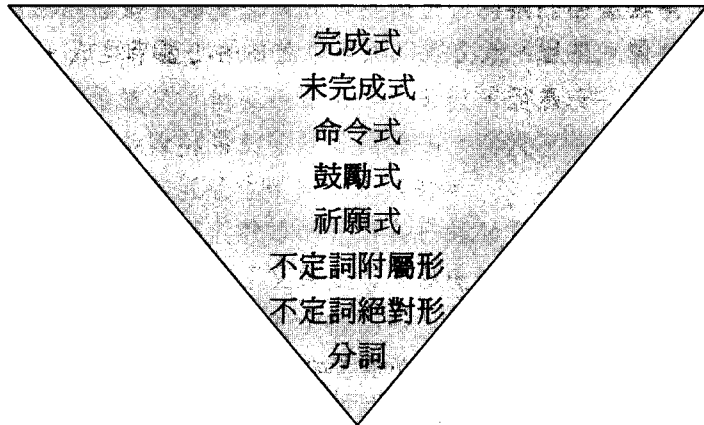 完成式
未完成式
命令式
鼓勵式
祈願式
不定詞附屬形
不定詞絕對形
分詞